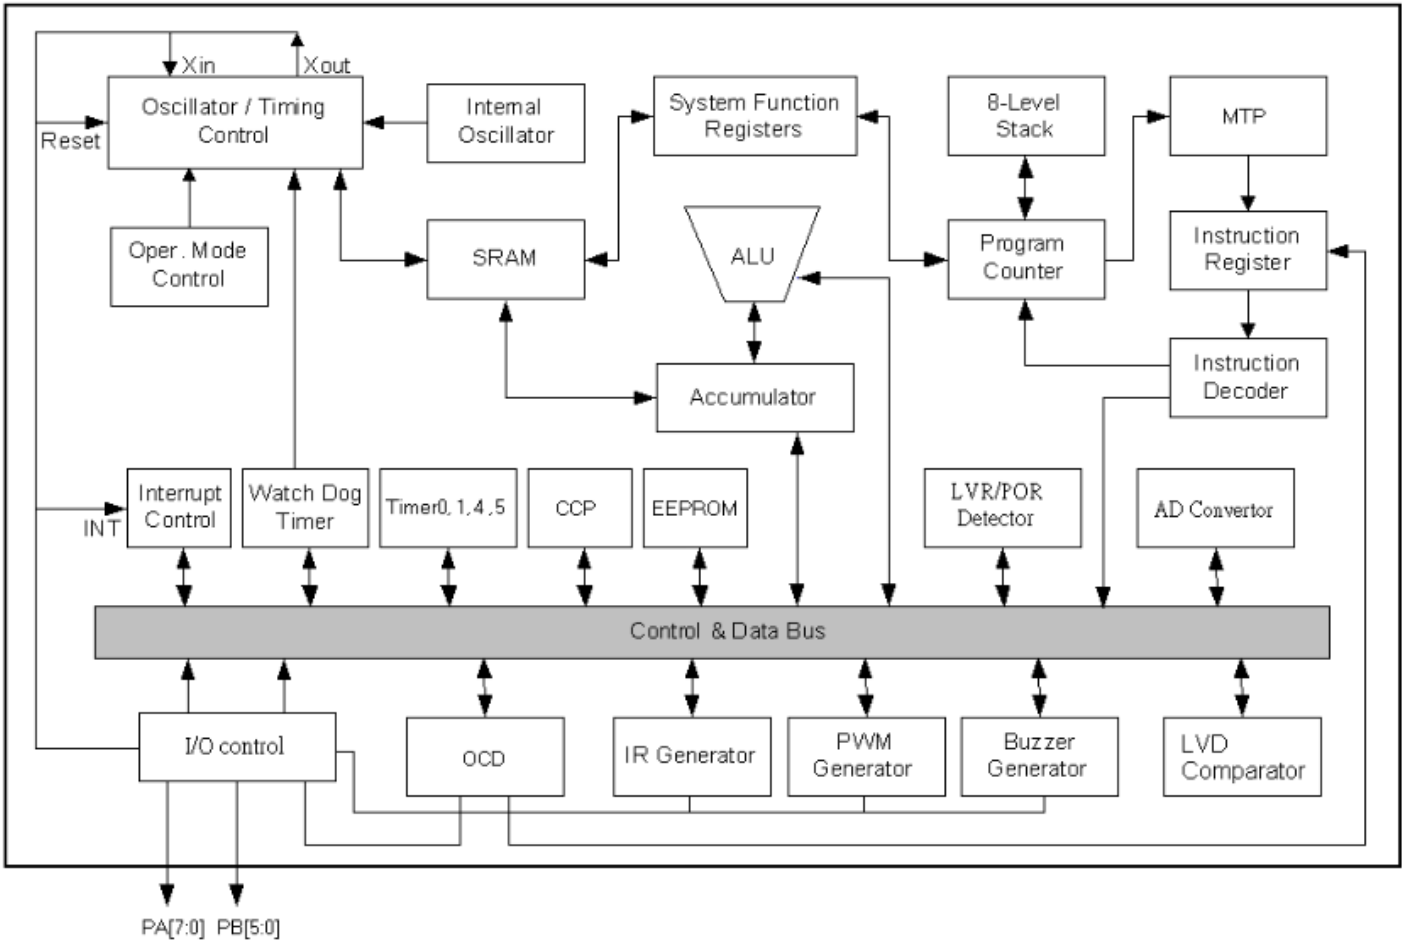 Xin
Xout
Oscillator / Timing
Control
Reset
Internal
Oscillator
System Function
Registers
8-Level
Stack
MTP
Oper. Mode
Control
SRAM
ALU
Program
Counter
Instruction
Register
Accumulator
Instruction
Decoder
INT
Interrupt
Control
Watch Dog
Timer
Timer0,1,4,5
CCP
EEPROM
LVR/POR
Detector
AD Convertor
Control & Data Bus
I/O control
OCD
IR Generator
PWM
Generator
Buzzer
Generator
LVD
Comparator
PA[7:0]
PB[5:0]